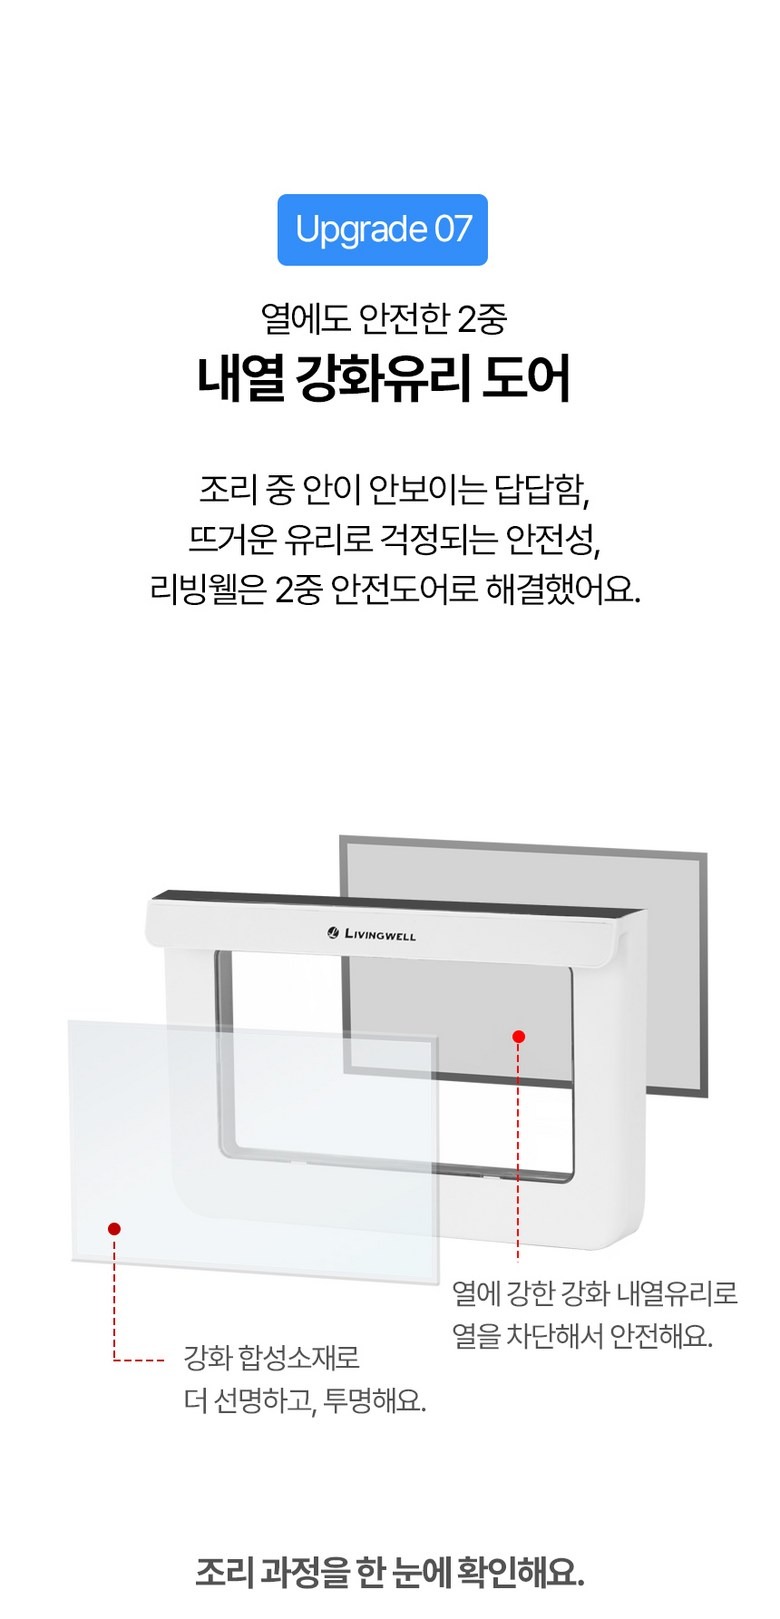 Upgrade 07
열에도 안전한 2중
내열 강화유리 도어
조리 중 안이 안보이는 답답함,
뜨거운 유리로 걱정되는 안전성,
리빙웰은 2중 안전도어로 해결했어요.
LIVINGWELL
열에 강한 강화 내열유리로
열을 차단해서 안전해요.
강화 합성소재로
더 선명하고, 투명해요.
조리 과정을 한 눈에 확인해요.